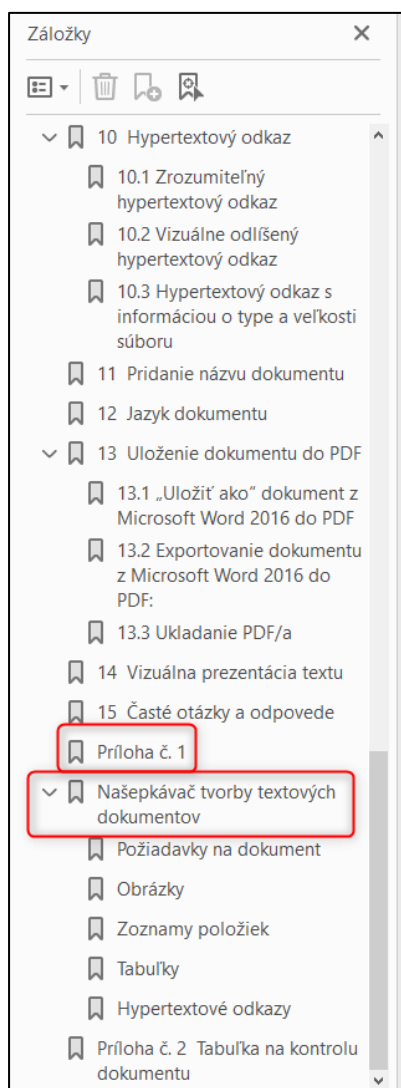 Záložky
10 Hypertextový odkaz
10.1 Zrozumiteľný
hypertextový odkaz
10.2 Vizuálne odlíšený
hypertextový odkaz
10.3 Hypertextový odkaz s
informáciou o type a veľkosti
súboru
11 Pridanie názvu dokumentu
12 Jazyk dokumentu
13 Uloženie dokumentu do PDF
13.1 „Uložiť ako“ dokument z
Microsoft Word 2016 do PDF
13.2 Exportovanie dokumentu
z Microsoft Word 2016 do
PDF:
13.3 Ukladanie PDF/a
14 Vizuálna prezentácia textu
15 Časté otázky a odpovede
Príloha č. 1
Našepkávač tvorby textových
dokumentov
Požiadavky na dokument
Obrázky
Zoznamy položiek
Tabuľky
Hypertextové odkazy
Príloha č. 2 Tabuľka na kontrolu
dokumentu